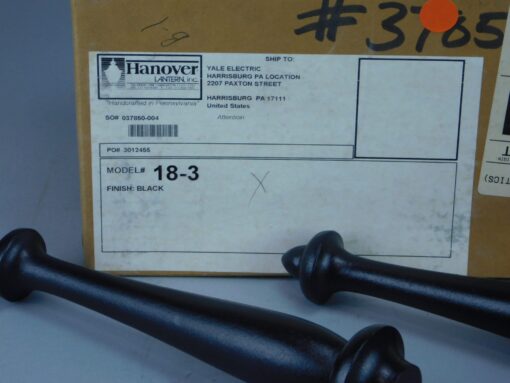 #3785
Hanover
LANTERN, inc.
"Handcrafted in Pennsylvania"
SHIP TO:
YALE ELECTRIC
HARRISBURG PA LOCATION
2207 PAXTON STREET
HARRISBURG PA 17111
United States
SO# 037850-004
Attention
PO# 3012455
MODEL# 18-3
X
FINISH: BLACK